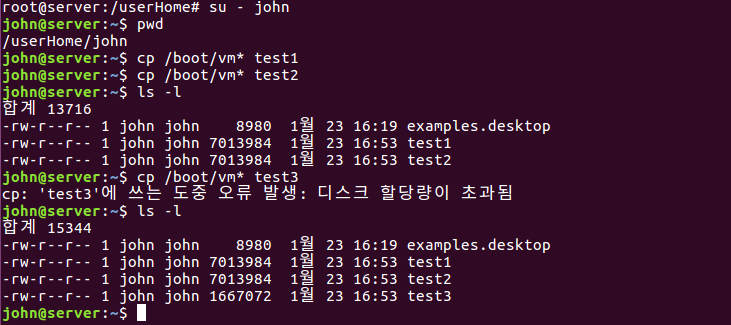 root@server:/userHome# su - john
john@server:~$ pwd
/userHome/john
john@server:~$ cp /boot/vm* test1
john@server:~$ cp /boot/vm* test2
john@server:~$ ls -l
합계 13716
-rw-r--r-- 1 john john    8980  1월 23 16:19 examples.desktop
-rw-r--r-- 1 john john 7013984  1월 23 16:53 test1
-rw-r--r-- 1 john john 7013984  1월 23 16:53 test2
john@server:~$ cp /boot/vm* test3
cp: 'test3'에 쓰는 도중 오류 발생: 디스크 할당량이 초과됨
john@server:~$ ls -l
합계 15344
-rw-r--r-- 1 john john    8980  1월 23 16:19 examples.desktop
-rw-r--r-- 1 john john 7013984  1월 23 16:53 test1
-rw-r--r-- 1 john john 7013984  1월 23 16:53 test2
-rw-r--r-- 1 john john 1667072  1월 23 16:53 test3
john@server:~$